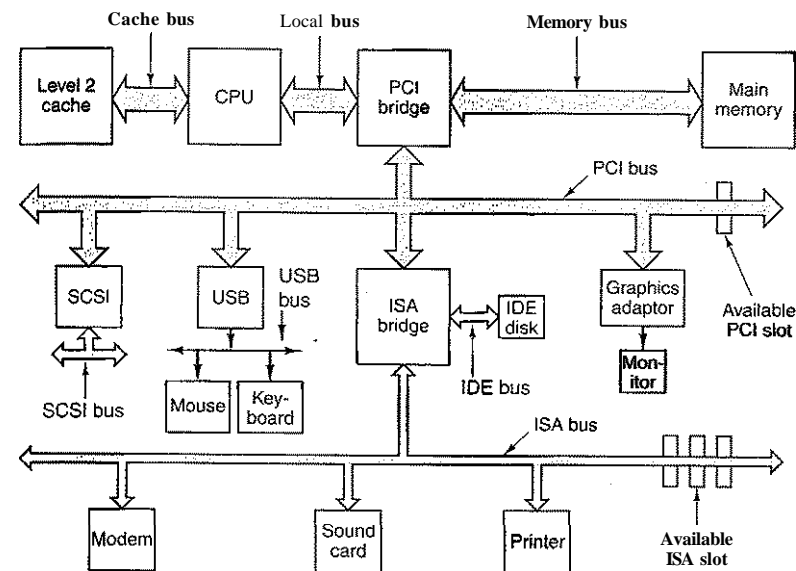 Cache bus
Local bus
Memory bus
Level 2
cache
CPU
PCI
bridge
Main
memory
PCI bus
SCSI
USB
USB
bus
ISA
bridge
IDE
disk
Graphics
adaptor
Available
PCI slot
Mon-
itor
IDE bus
SCSI bus
Mouse
Key-
board
ISA bus
Modem
Sound
card
Printer
Available
ISA slot